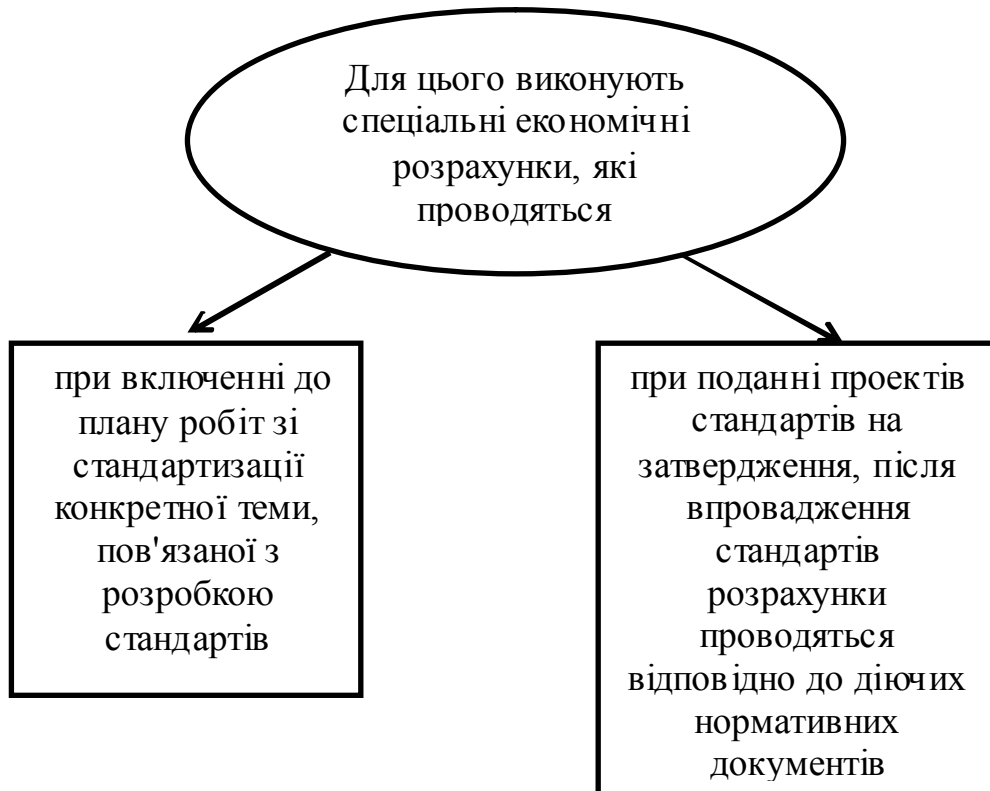 Для цього виконують
спеціальні економічні
розрахунки, які
проводяться
при включенні до
плану робіт зі
стандартизації
конкретної теми,
пов'язаної з
розробкою
стандартів
при поданні проектів
стандартів на
затвердження, після
впровадження
стандартів
розрахунки
проводяться
відповідно до діючих
нормативних
документів